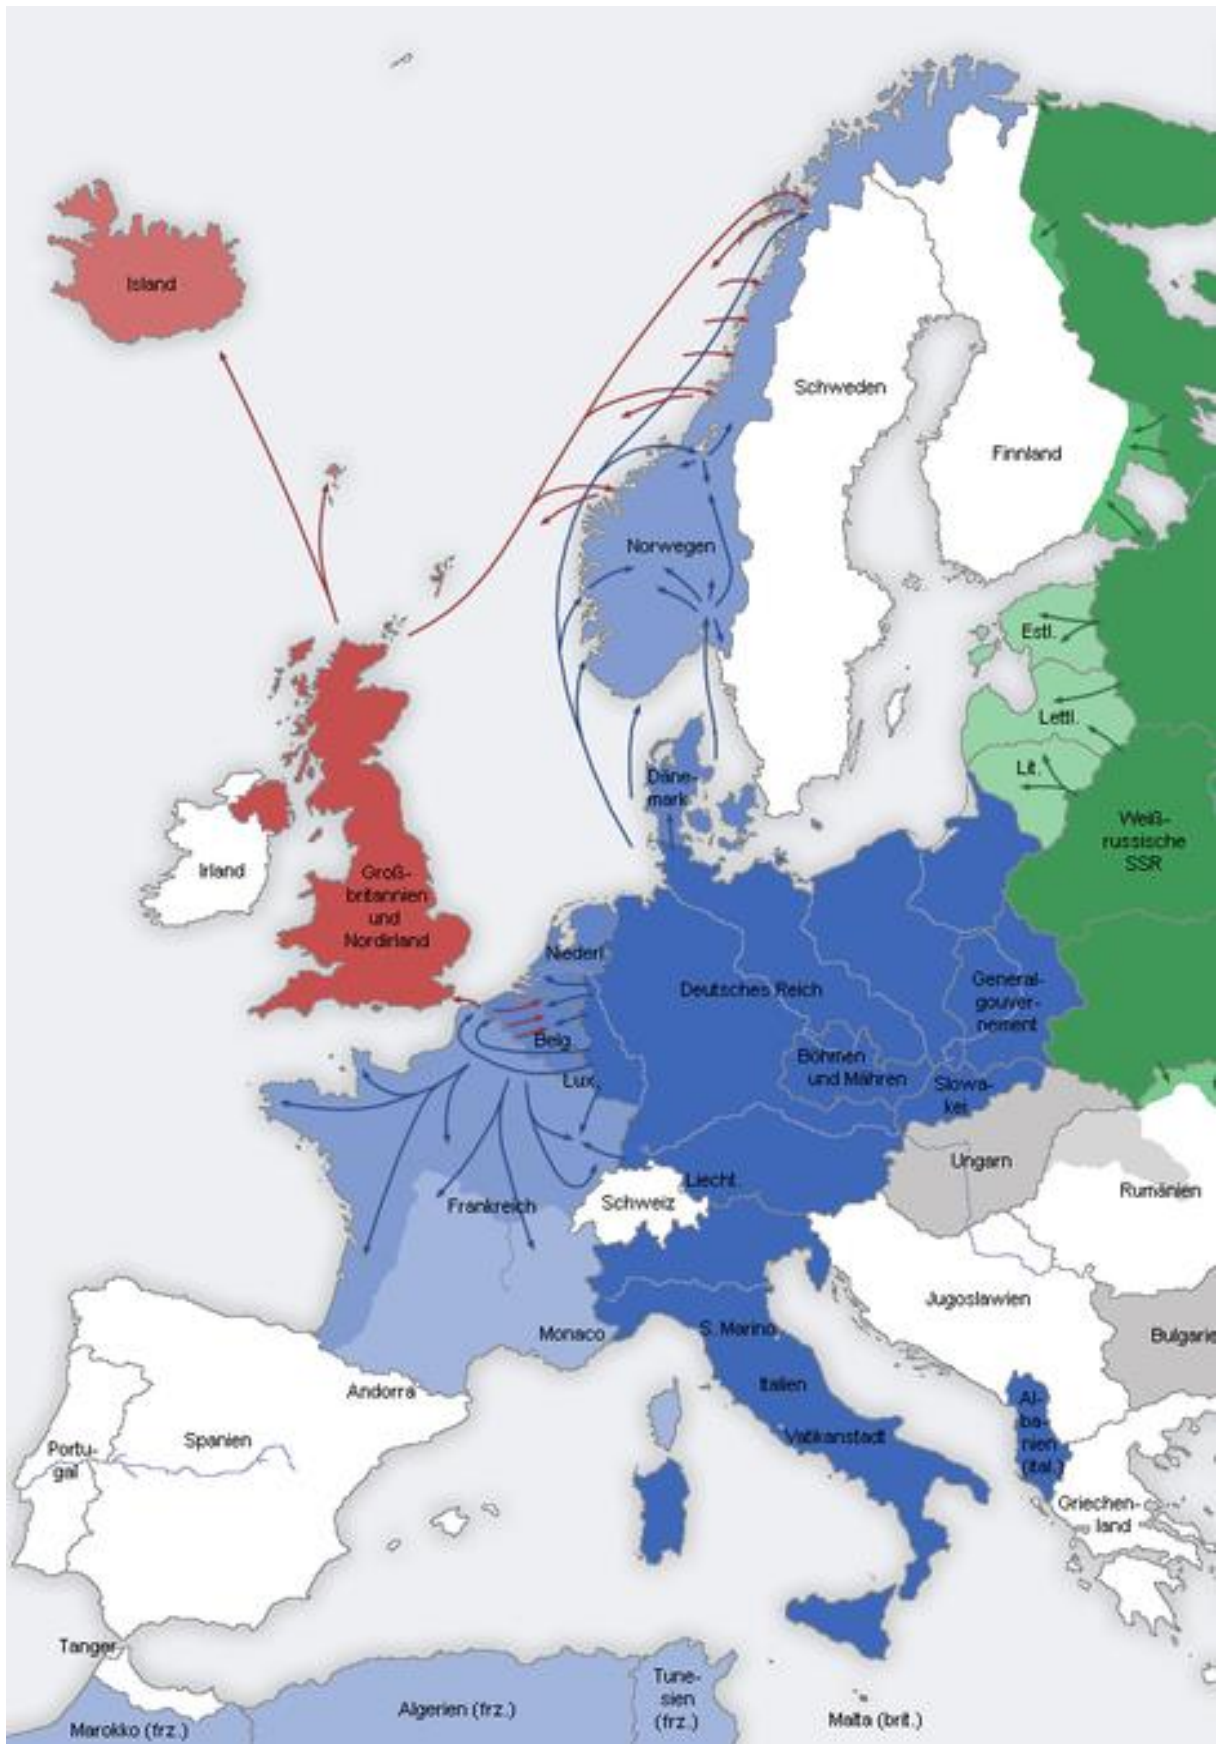 Island
Schweden
Finnland
Norwegen
Estl.
Lettl.
Lit.
Däne-
mark
Weiß-
russische
SSR
Irland
Groß-
britannien
und
Nordirland
Niederl.
Deutsches Reich
General-
gouver-
nement
Belg.
Böhmen
und Mähren
Lux.
Slowa-
kei
Ungarn
Liecht.
Schweiz
Rumänien
Frankreich
Jugoslawien
Monaco
S. Marino
Bulgarie
Andorra
Italien
Al-
ba-
nien
(ital.)
Vatikanstadt
Spanien
Portu-
gal
Griechen-
land
Tanger
Tune-
sien
(frz.)
Algerien (frz.)
Marokko (frz.)
Malta (brit.)